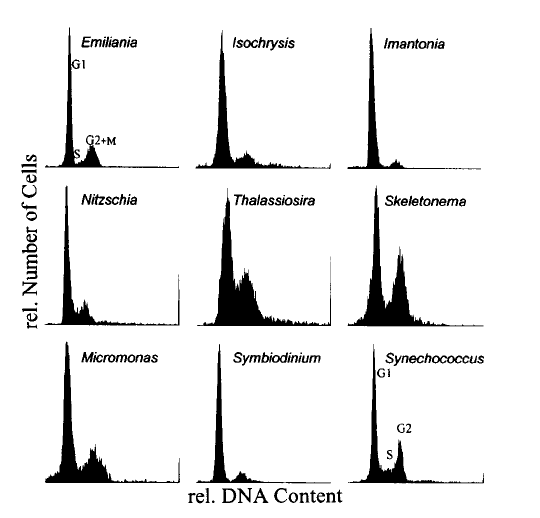 Emiliania
Isochrysis
Imantonia
G1
S
G2+M
Nitzschia
Thalassiosira
Skeletonema
Micromonas
Symbiodinium
Synechococcus
G1
S
G2
rel. Number of Cells
rel. DNA Content